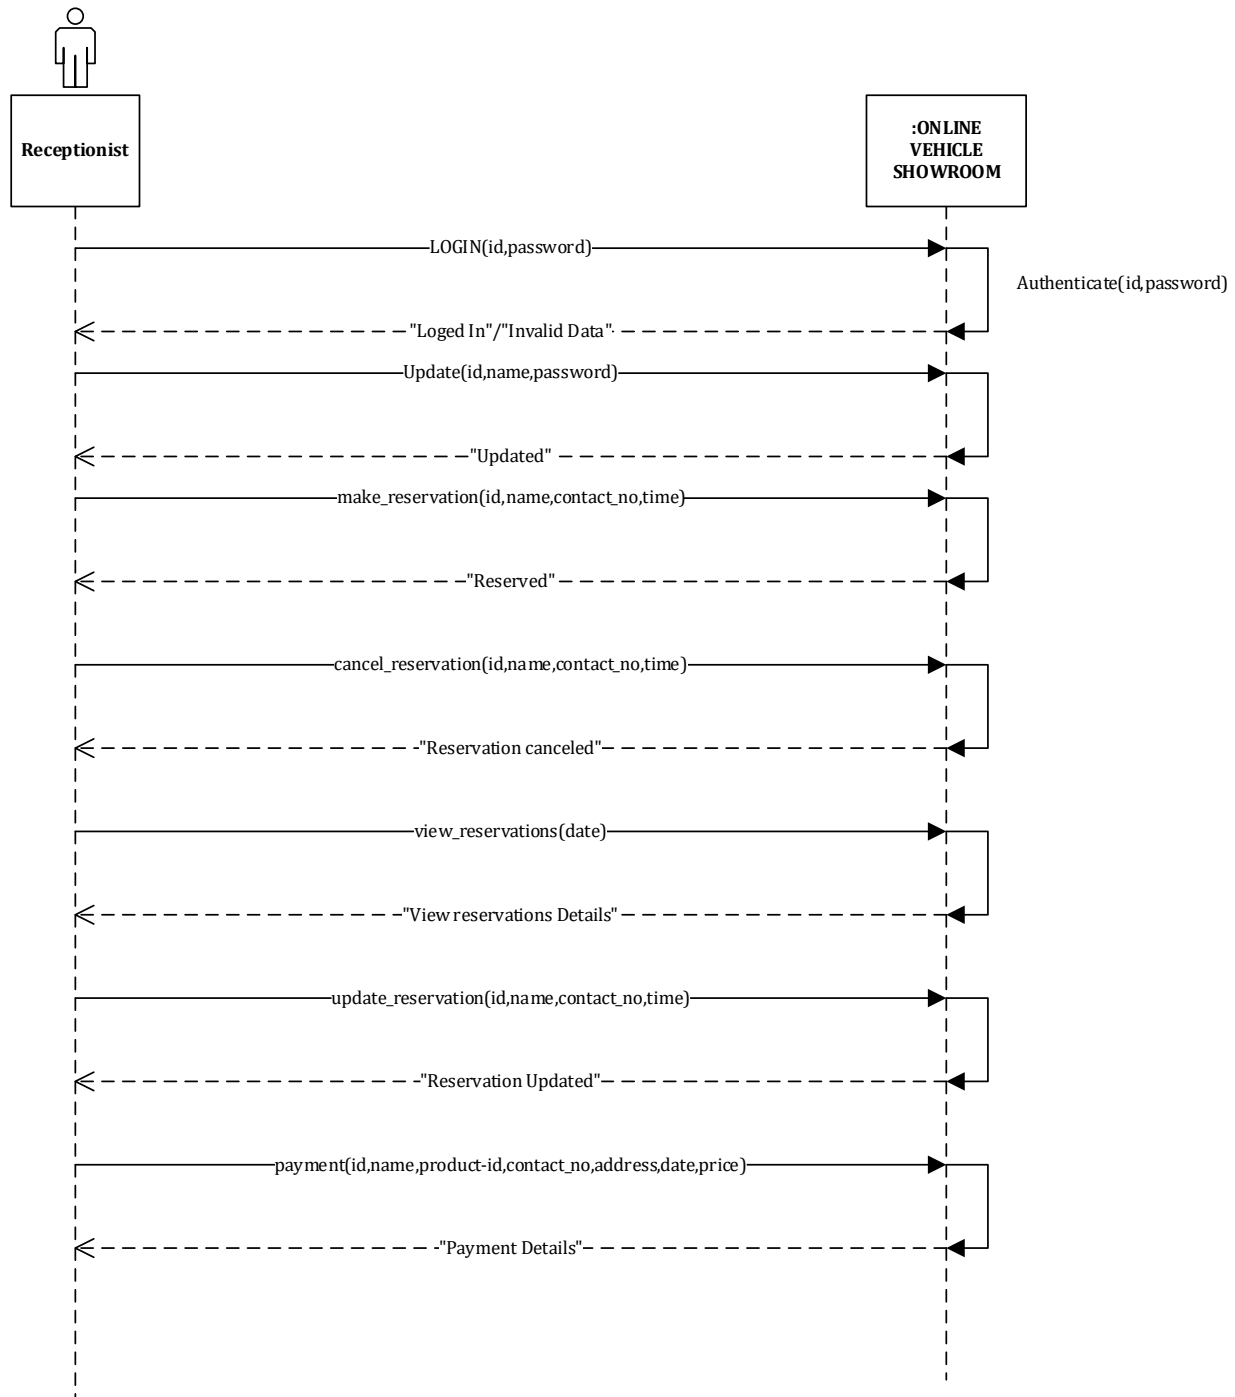 Receptionist
:ONLINE
VEHICLE
SHOWROOM
LOGIN(id,password)
Authenticate(id,password)
"Loged In"/"Invalid Data"
Update(id,name,password)
"Updated"
make_reservation(id,name,contact_no,time)
"Reserved"
cancel_reservation(id,name,contact_no,time)
"Reservation canceled"
view_reservations(date)
"View reservations Details"
update_reservation(id,name,contact_no,time)
"Reservation Updated"
payment(id,name,product-id,contact_no,address,date,price)
"Payment Details"